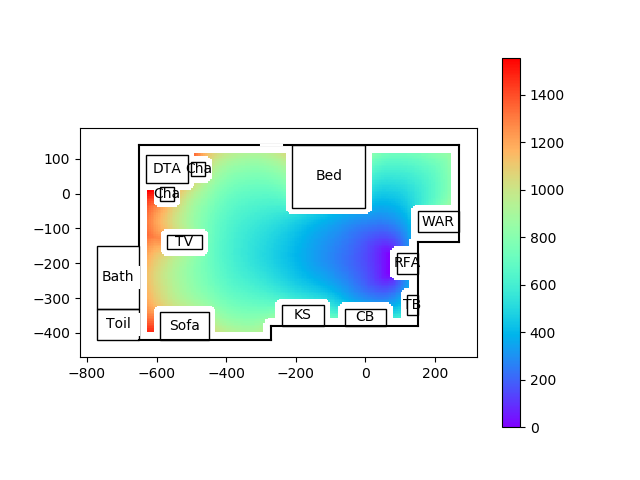 DTA Cha Bed
Cha
WAR
TV
RFA
Bath
TB
KS CB
Toil Sofa
100
0
−100
−200
−300
−400
−800 −600 −400 −200 0 200
1400
1200
1000
800
600
400
200
0